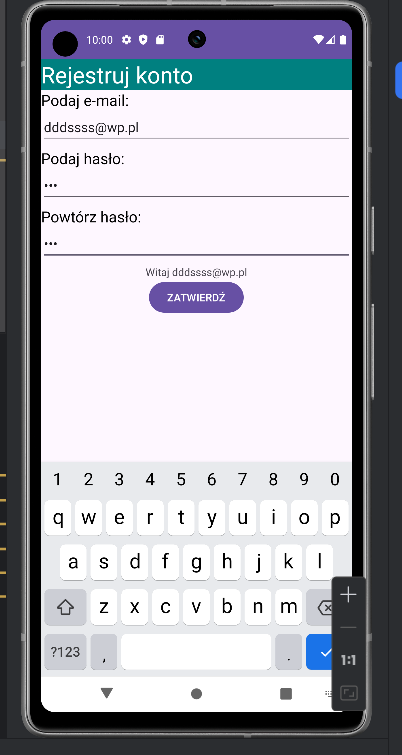 10:00
Rejestruj konto
Podaj e-mail:
dddssss@wp.pl
Podaj hasło:
•••
Powtórz hasło:
•••
Witaj dddssss@wp.pl
ZATWIERDŹ
1 2 3 4 5 6 7 8 9 0
q w e r t y u i o p
a s d f g h j k l
z x c v b n m
?123 , .
1:1